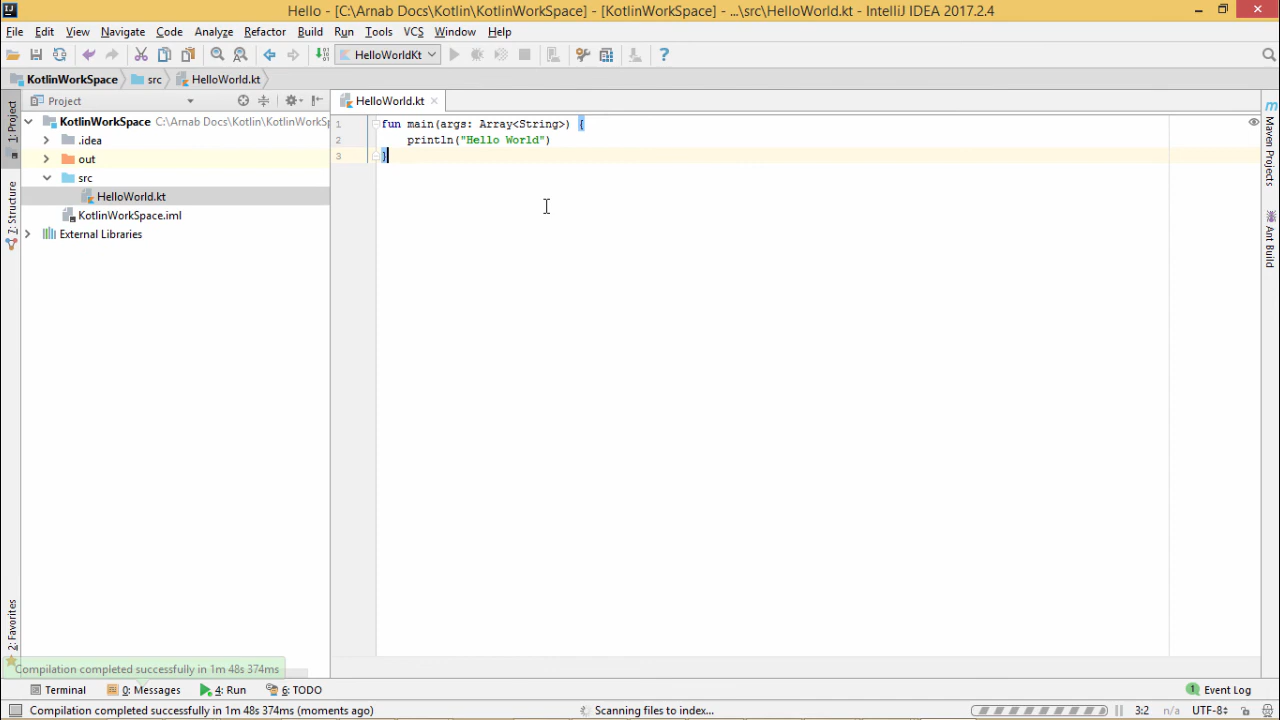 Hello - [C:\Arnab Docs\Kotlin\KotlinWorkSpace] - [KotlinWorkSpace] - ...\src\HelloWorld.kt - IntelliJ IDEA 2017.2.4
File Edit View Navigate Code Analyze Refactor Build Run Tools VCS Window Help
HelloWorldKt
KotlinWorkSpace src HelloWorld.kt
Project
HelloWorld.kt
1: Project
7: Structure
2: Favorites
KotlinWorkSpace C:\Arnab Docs\Kotlin\KotlinWorkS
.idea
out
src
HelloWorld.kt
KotlinWorkSpace.iml
External Libraries
1 fun main(args: Array<String>) {
2 println("Hello World")
3 }
Maven Projects
Ant Build
Compilation completed successfully in 1m 48s 374ms
Terminal 0: Messages 4: Run 6: TODO 1 Event Log
Compilation completed successfully in 1m 48s 374ms (moments ago) Scanning files to index... 3:2 n/a UTF-8